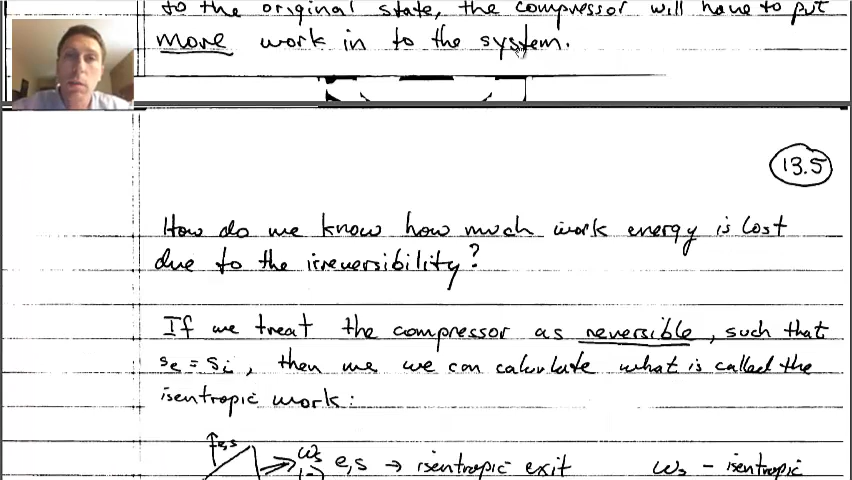 to the original state, the compressor will have to put
more work in to the system.
13.5
How do we know how much work energy is lost
due to the irreversibility?
If we treat the compressor as reversible, such that
se = si, then me we can calculate what is called the
isentropic work:
e,s
ws
(-)
e,s → isentropic exit
ws - isentropic